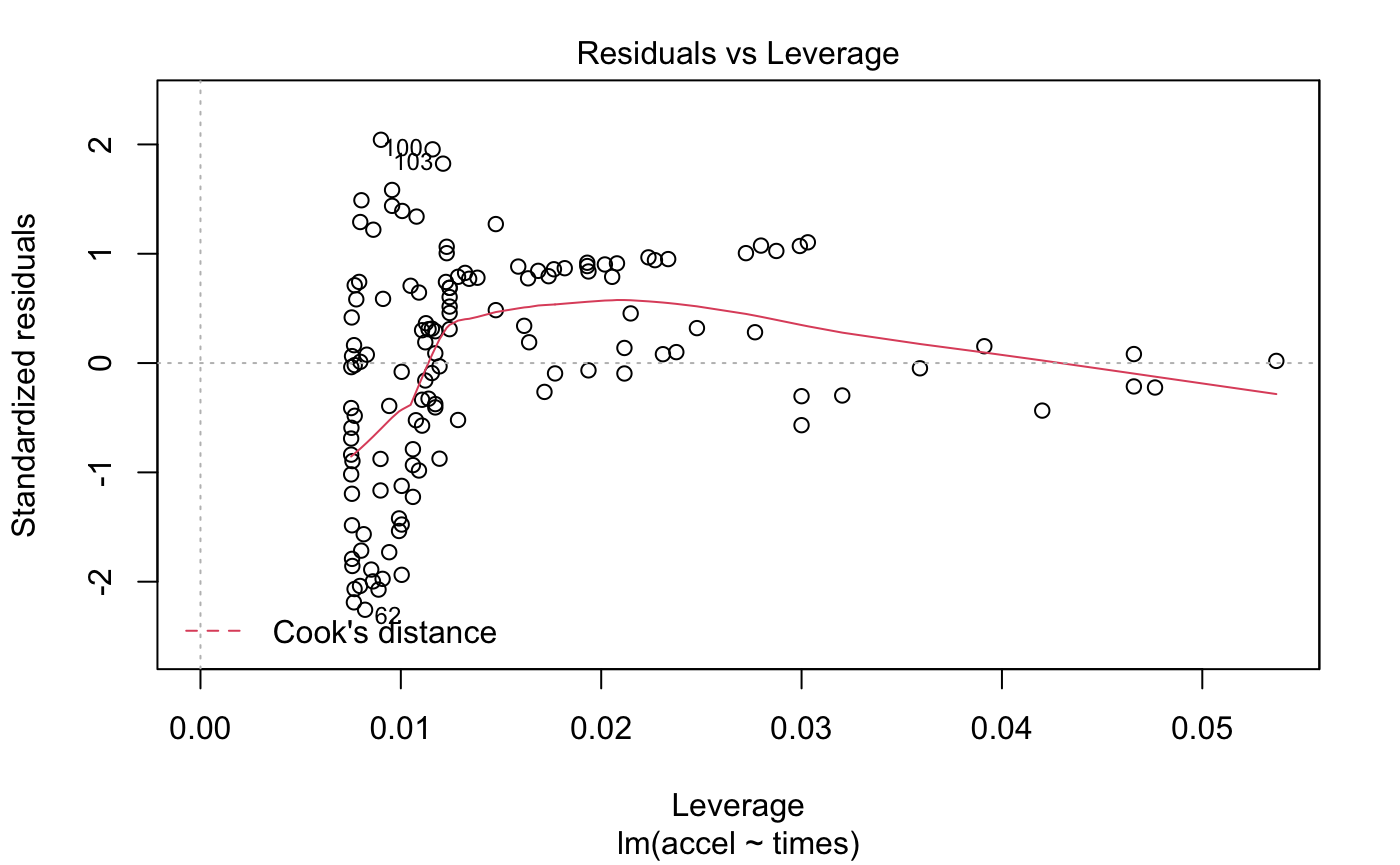 Residuals vs Leverage
Standardized residuals
2
1
0
-1
-2
100
103
62
Cook's distance
0.00 0.01 0.02 0.03 0.04 0.05
Leverage
lm(accel ~ times)